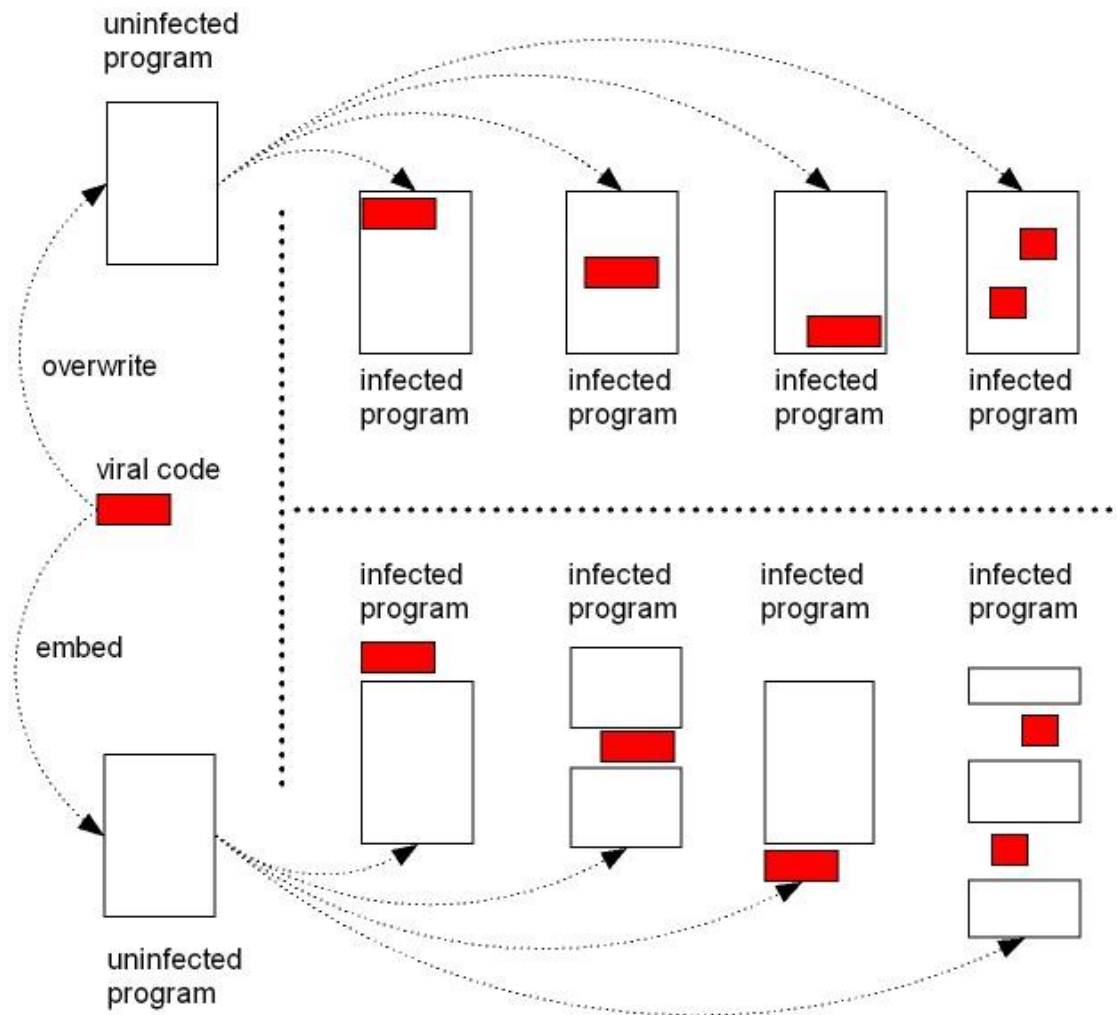 uninfected
program
overwrite
infected
program
infected
program
infected
program
infected
program
viral code
embed
infected
program
infected
program
infected
program
infected
program
uninfected
program